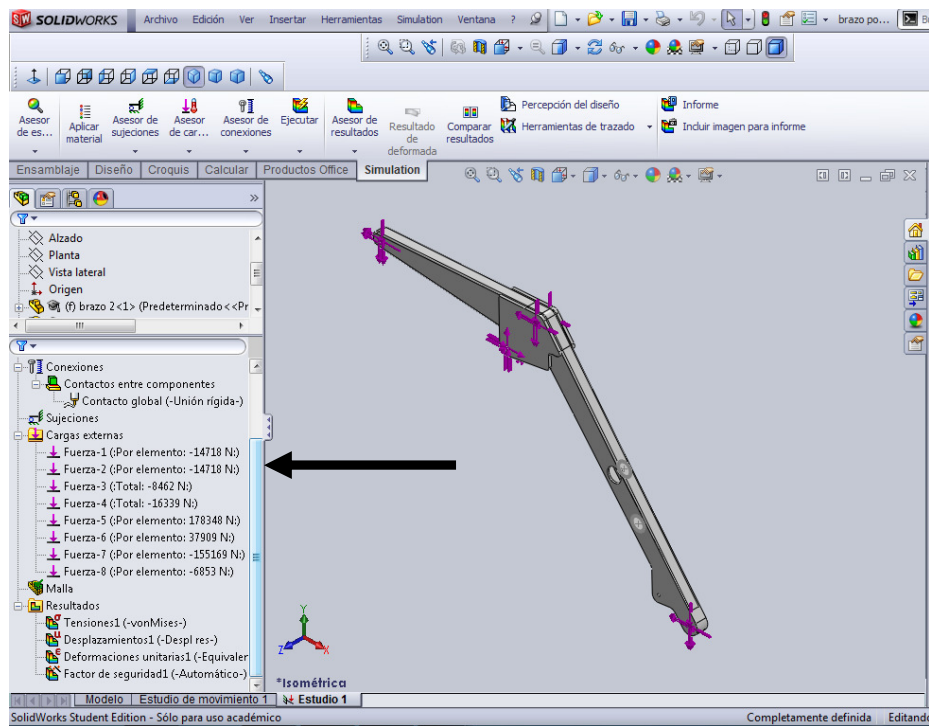 SOLIDWORKS Archivo Edición Ver Insertar Herramientas Simulation Ventana ? brazo po...
Asesor de es...
Aplicar material
Asesor de sujeciones
Asesor de car...
Asesor de conexiones
Ejecutar
Asesor de resultados
Resultado de deformada
Comparar resultados
Percepción del diseño
Herramientas de trazado
Informe
Incluir imagen para informe
Ensamblaje Diseño Croquis Calcular Productos Office Simulation
Alzado
Planta
Vista lateral
Origen
(f) brazo 2<1> (Predeterminado<<Pr
Conexiones
Contactos entre componentes
Contacto global (-Unión rígida-)
Sujeciones
Cargas externas
Fuerza-1 (:Por elemento: -14718 N:)
Fuerza-2 (:Por elemento: -14718 N:)
Fuerza-3 (:Total: -8462 N:)
Fuerza-4 (:Total: -16339 N:)
Fuerza-5 (:Por elemento: 178348 N:)
Fuerza-6 (:Por elemento: 37909 N:)
Fuerza-7 (:Por elemento: -155169 N:)
Fuerza-8 (:Por elemento: -6853 N:)
Malla
Resultados
Tensiones1 (-vonMises-)
Desplazamientos1 (-Despl res-)
Deformaciones unitarias1 (-Equivaler
Factor de seguridad1 (-Automático-)
Y
Z
X
*Isométrica
Modelo Estudio de movimiento 1 Estudio 1
SolidWorks Student Edition - Sólo para uso académico Completamente definida Editando